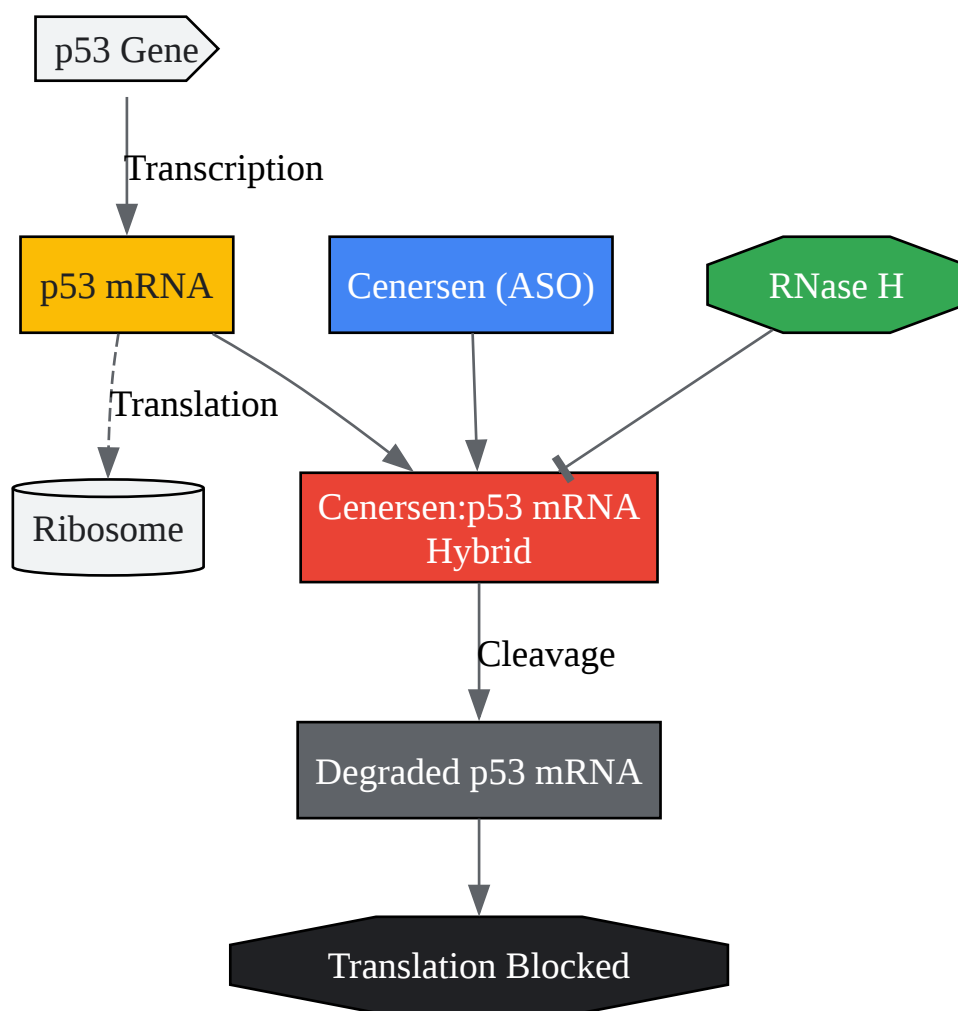 p53 Gene
Transcription
p53 mRNA
Cenersen (ASO)
RNase H
Translation
Ribosome
Cenersen:p53 mRNA
Hybrid
Cleavage
Degraded p53 mRNA
Translation Blocked